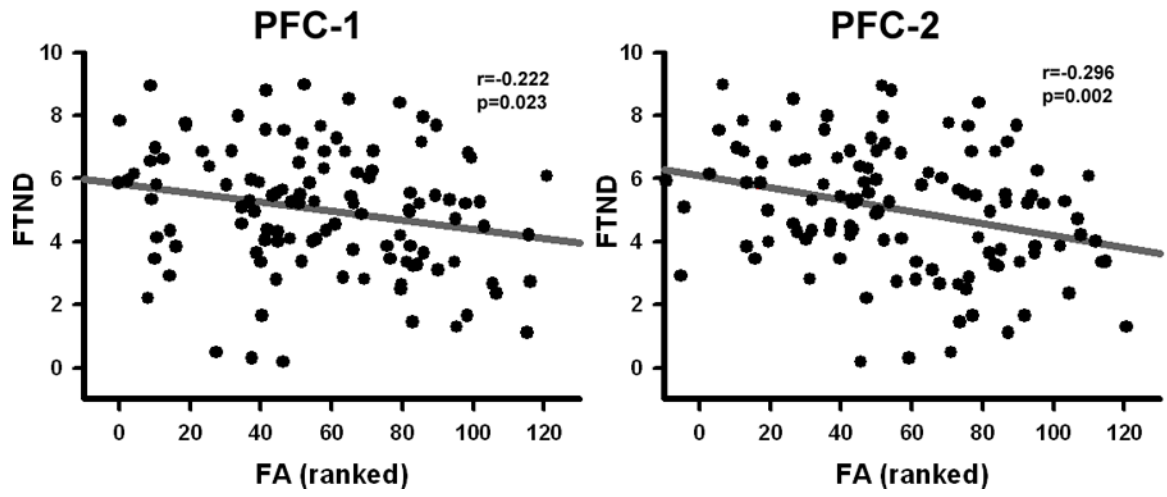 PFC-1
r=-0.222
p=0.023
FTND
10
8
6
4
2
0
0 20 40 60 80 100 120
FA (ranked)
PFC-2
r=-0.296
p=0.002
FTND
10
8
6
4
2
0
0 20 40 60 80 100 120
FA (ranked)